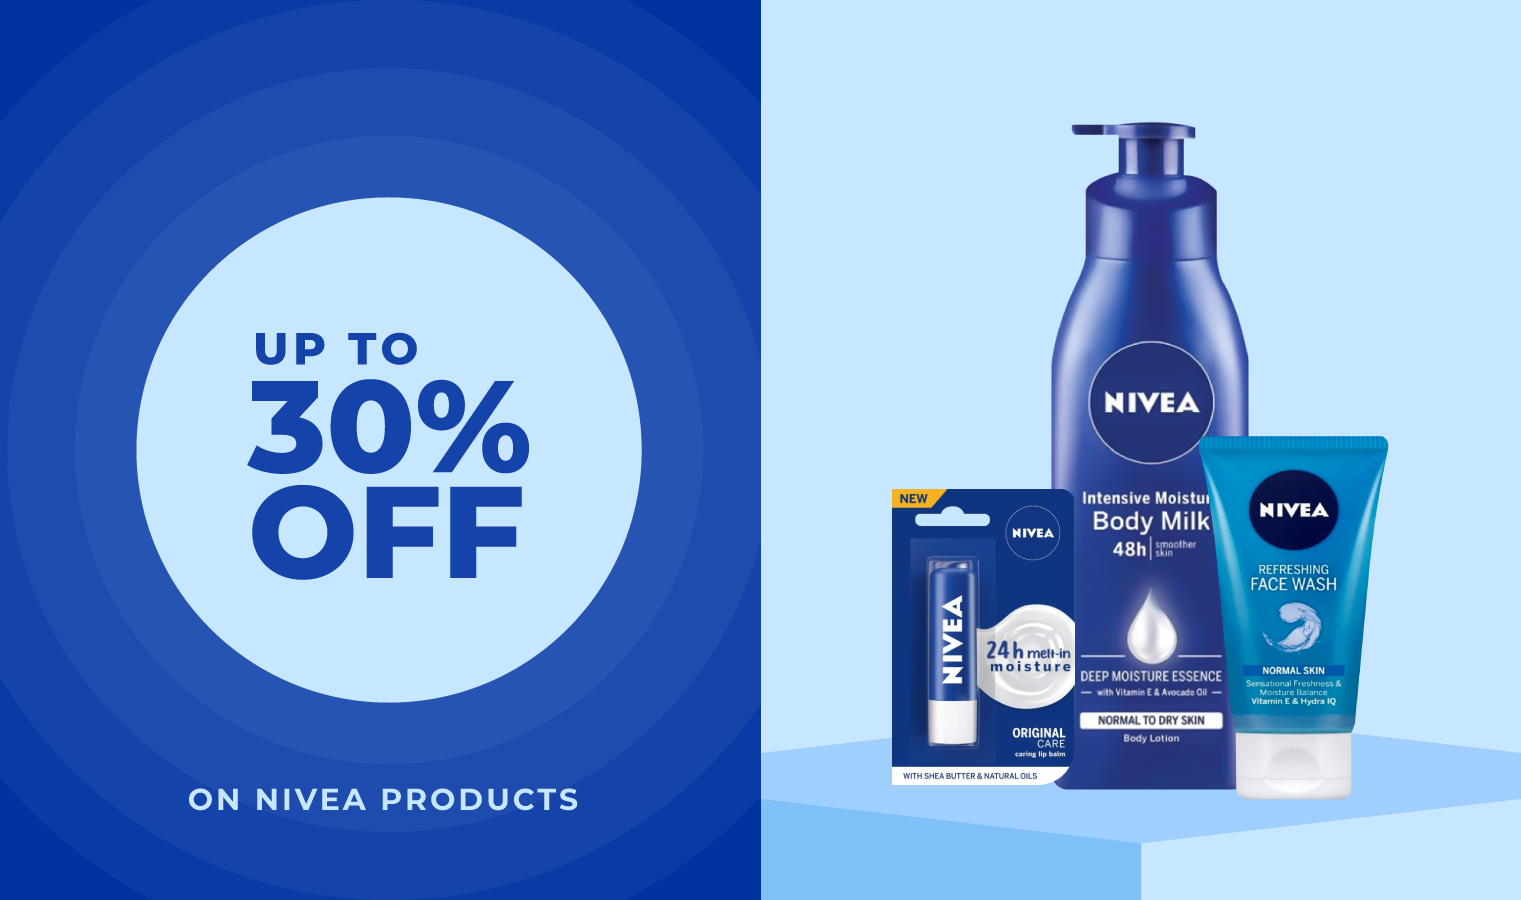 UP TO
30%
OFF
ON NIVEA PRODUCTS
NEW
NIVEA
NIVEA
24h melt-in
moisture
ORIGINAL
CARE
caring lip balm
WITH SHEA BUTTER & NATURAL OILS
NIVEA
Intensive Moistur
Body Milk
48h smoother
skin
DEEP MOISTURE ESSENCE
with Vitamin E & Avocado Oil
NORMAL TO DRY SKIN
Body Lotion
NIVEA
REFRESHING
FACE WASH
NORMAL SKIN
Sensational Freshness &
Moisture Balance
Vitamin E & Hydra IQ